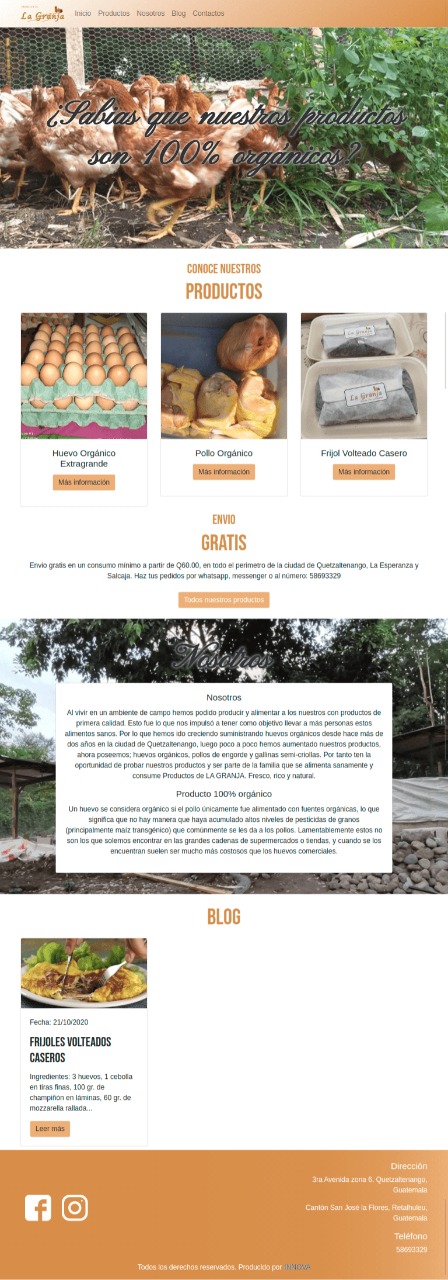 La Granja
Inicio Productos Nosotros Blog Contactos
¿Sabias que nuestros productos
son 100% orgánicos?
CONOCE NUESTROS
PRODUCTOS
La Granja
La Granja
Huevo Orgánico
Extragrande
Más información
Pollo Orgánico
Más información
Frijol Volteado Casero
Más información
ENVIO
GRATIS
Envio gratis en un consumo mínimo a partir de Q60.00, en todo el perimetro de la ciudad de Quetzaltenango, La Esperanza y
Salcaja. Haz tus pedidos por whatsapp, messenger o al número: 58693329
Todos nuestros productos
Nosotros
Nosotros
Al vivir en un ambiente de campo hemos podido producir y alimentar a los nuestros con productos de
primera calidad. Esto fue lo que nos impulsó a tener como objetivo llevar a más personas estos
alimentos sanos. Por lo que hemos ido creciendo suministrando huevos orgánicos desde hace más de
dos años en la ciudad de Quetzaltenango, luego poco a poco hemos aumentado nuestros productos,
ahora poseemos; huevos orgánicos, pollos de engorde y gallinas semi-criollas. Por tanto ten la
oportunidad de probar nuestros productos y ser parte de la familia que se alimenta sanamente y
consume Productos de LA GRANJA. Fresco, rico y natural.
Producto 100% orgánico
Un huevo se considera orgánico si el pollo únicamente fue alimentado con fuentes orgánicas, lo que
significa que no hay manera que haya acumulado altos niveles de pesticidas de granos
(principalmente maíz transgénico) que comúnmente se les da a los pollos. Lamentablemente estos no
son los que solemos encontrar en las grandes cadenas de supermercados o tiendas, y cuando se los
encuentran suelen ser mucho más costosos que los huevos comerciales.
BLOG
Fecha: 21/10/2020
FRIJOLES VOLTEADOS
CASEROS
Ingredientes: 3 huevos, 1 cebolla
en tiras finas, 100 gr. de
champiñón en láminas, 60 gr. de
mozzarella rallada...
Leer más
Dirección
3ra Avenida zona 6. Quetzaltenango,
Guatemala
Cantón San José la Flores, Retalhuleu,
Guatemala
Teléfono
58693329
Todos los derechos reservados. Producido por INNOVA